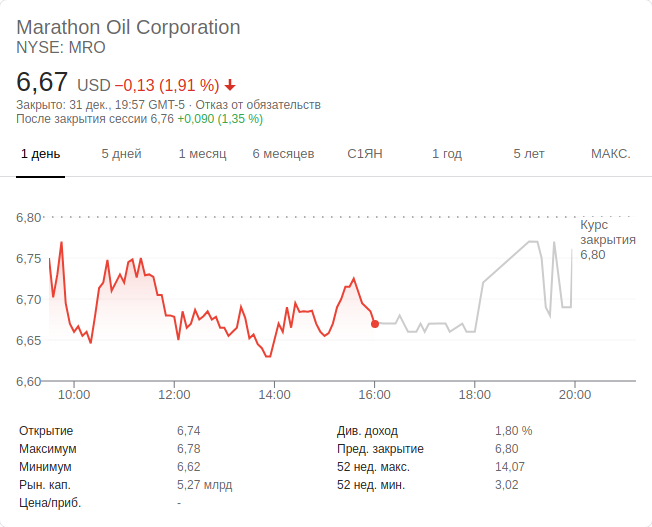 Marathon Oil Corporation
NYSE: MRO
6,67 USD −0,13 (1,91 %)
Закрыто: 31 дек., 19:57 GMT-5 · Отказ от обязательств
После закрытия сессии 6,76 +0,090 (1,35 %)
1 день 5 дней 1 месяц 6 месяцев С1ЯН 1 год 5 лет МАКС.
6,80
Курс
закрытия
6,80
6,75
6,70
6,65
6,60
10:00 12:00 14:00 16:00 18:00 20:00
Открытие 6,74 Див. доход 1,80 %
Максимум 6,78 Пред. закрытие 6,80
Минимум 6,62 52 нед. макс. 14,07
Рын. кап. 5,27 млрд 52 нед. мин. 3,02
Цена/приб. -